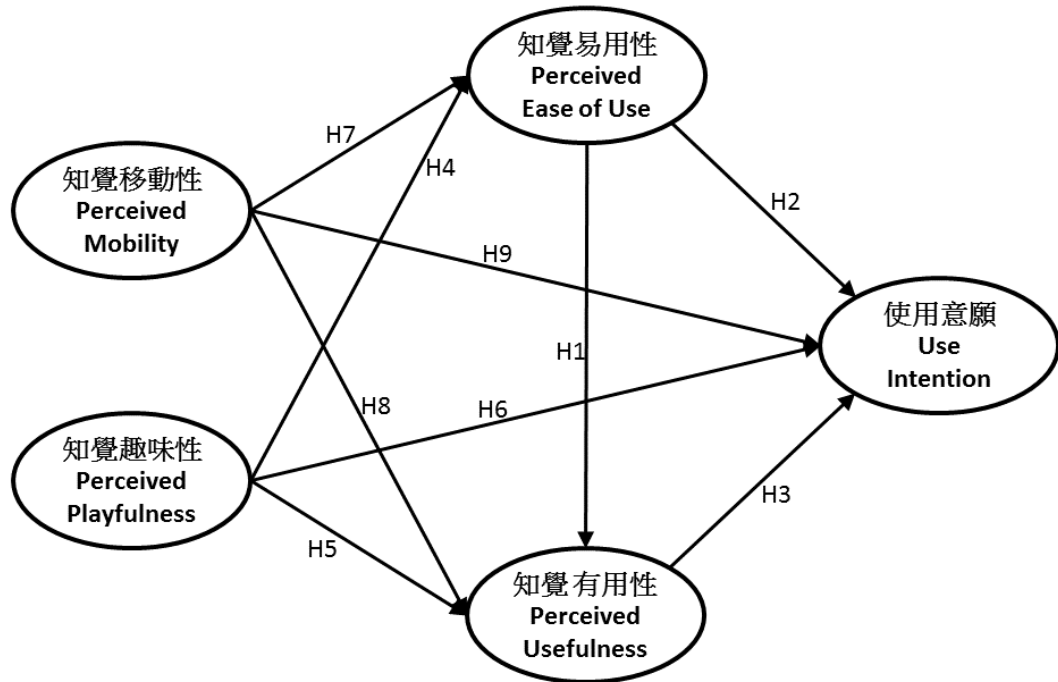 知覺易用性
Perceived
Ease of Use
H7
H4
知覺移動性
Perceived
Mobility
H2
H9
使用意願
Use
Intention
H1
H8
H6
知覺趣味性
Perceived
Playfulness
H3
H5
知覺有用性
Perceived
Usefulness